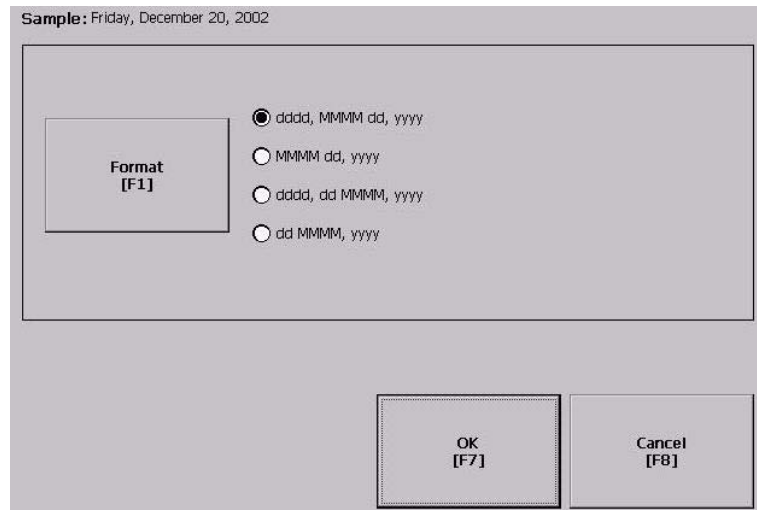 Sample: Friday, December 20, 2002
dddd, MMMM dd, yyyy
MMMM dd, yyyy
dddd, dd MMMM, yyyy
dd MMMM, yyyy
Format
[F1]
OK
[F7]
Cancel
[F8]